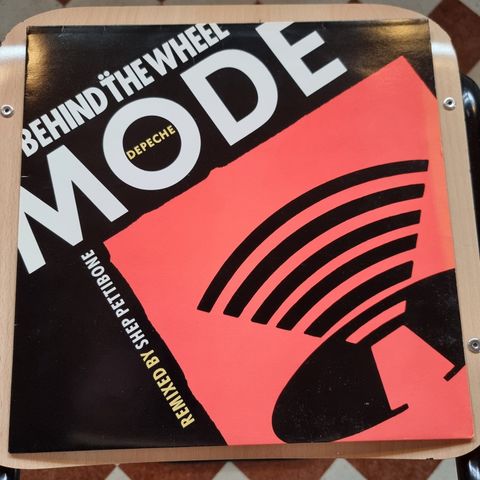 BEHIND THE WHEEL
MODE
DEPECHE
REMIXED BY SHEP PETTIBONE